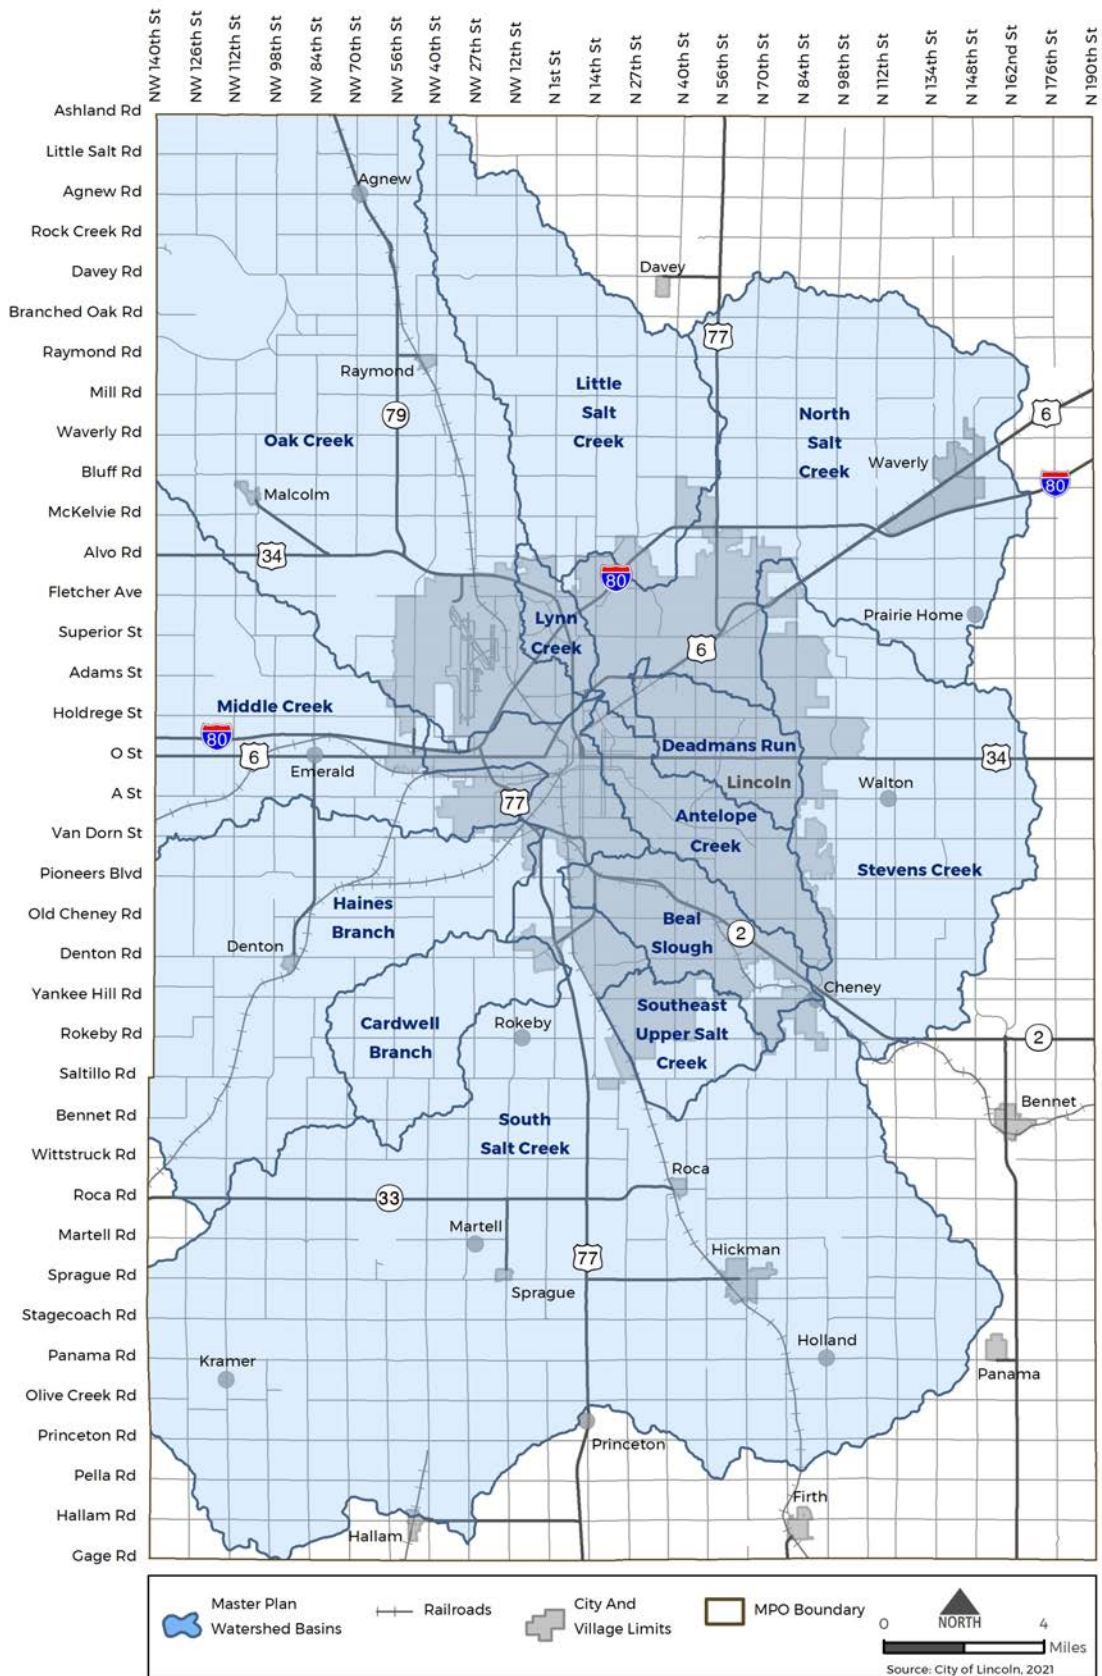 NW 140th St
NW 126th St
NW 112th St
NW 98th St
NW 84th St
NW 70th St
NW 56th St
NW 40th St
NW 27th St
NW 12th St
N 1st St
N 14th St
N 27th St
N 40th St
N 56th St
N 70th St
N 84th St
N 98th St
N 112th St
N 134th St
N 148th St
N 162nd St
N 176th St
N 190th St
Ashland Rd
Little Salt Rd
Agnew Rd
Rock Creek Rd
Davey Rd
Branched Oak Rd
Raymond Rd
Mill Rd
Waverly Rd
Bluff Rd
McKelvie Rd
Alvo Rd
Fletcher Ave
Superior St
Adams St
Holdrege St
O St
A St
Van Dorn St
Pioneers Blvd
Old Cheney Rd
Denton Rd
Yankee Hill Rd
Rokeby Rd
Saltillo Rd
Bennet Rd
Wittstruck Rd
Roca Rd
Martell Rd
Sprague Rd
Stagecoach Rd
Panama Rd
Olive Creek Rd
Princeton Rd
Pella Rd
Hallam Rd
Gage Rd
Agnew
Davey
77
Raymond
Little
Salt
Creek
79
North
Salt
Creek
6
Oak Creek
Waverly
80
Malcolm
34
80
Lynn
Creek
Prairie Home
6
Middle Creek
80
6
Emerald
Deadmans Run
Lincoln
34
Walton
77
Antelope
Creek
Stevens Creek
Haines
Branch
Beal
Slough
2
Denton
Cheney
Southeast
Upper Salt
Creek
Cardwell
Branch
Rokeby
2
Bennet
South
Salt Creek
Roca
33
Martell
77
Hickman
Sprague
Kramer
Holland
Panama
Princeton
Hallam
Firth
Master Plan
Watershed Basins
Railroads
City And
Village Limits
MPO Boundary
NORTH
0 4
Miles
Source: City of Lincoln, 2021